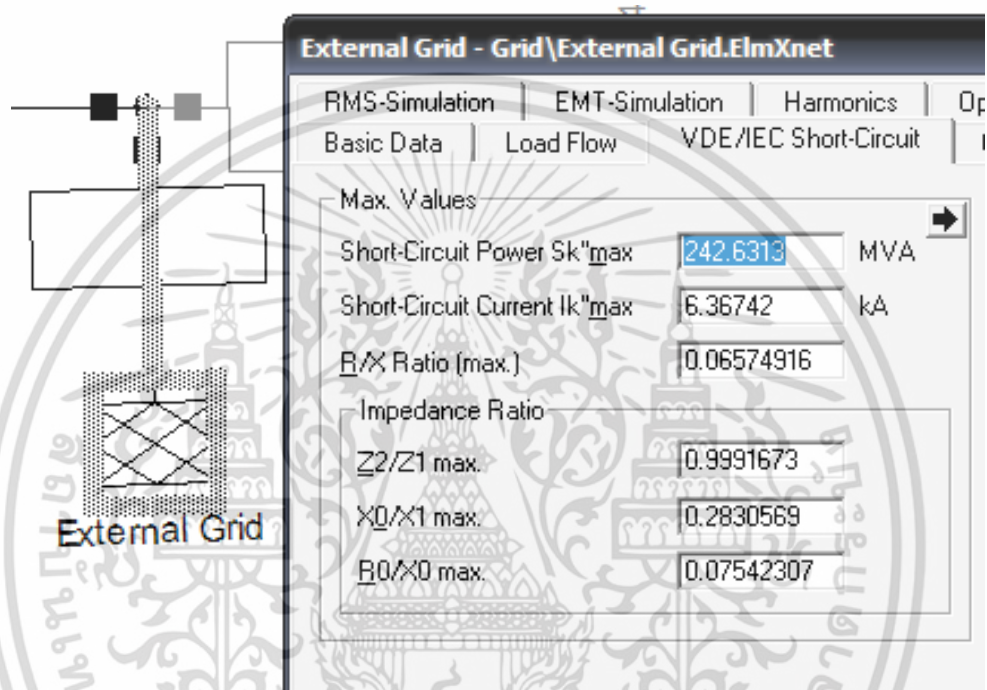 External Grid - Grid\External Grid.ElmXnet
RMS-Simulation EMT-Simulation Harmonics Op
Basic Data Load Flow VDE/IEC Short-Circuit
Max. Values
Short-Circuit Power Sk"max 242.6313 MVA
Short-Circuit Current Ik"max 6.36742 kA
R/X Ratio (max.) 0.06574916
Impedance Ratio
Z2/Z1 max. 0.9991673
X0/X1 max. 0.2830569
R0/X0 max. 0.07542307
External Grid